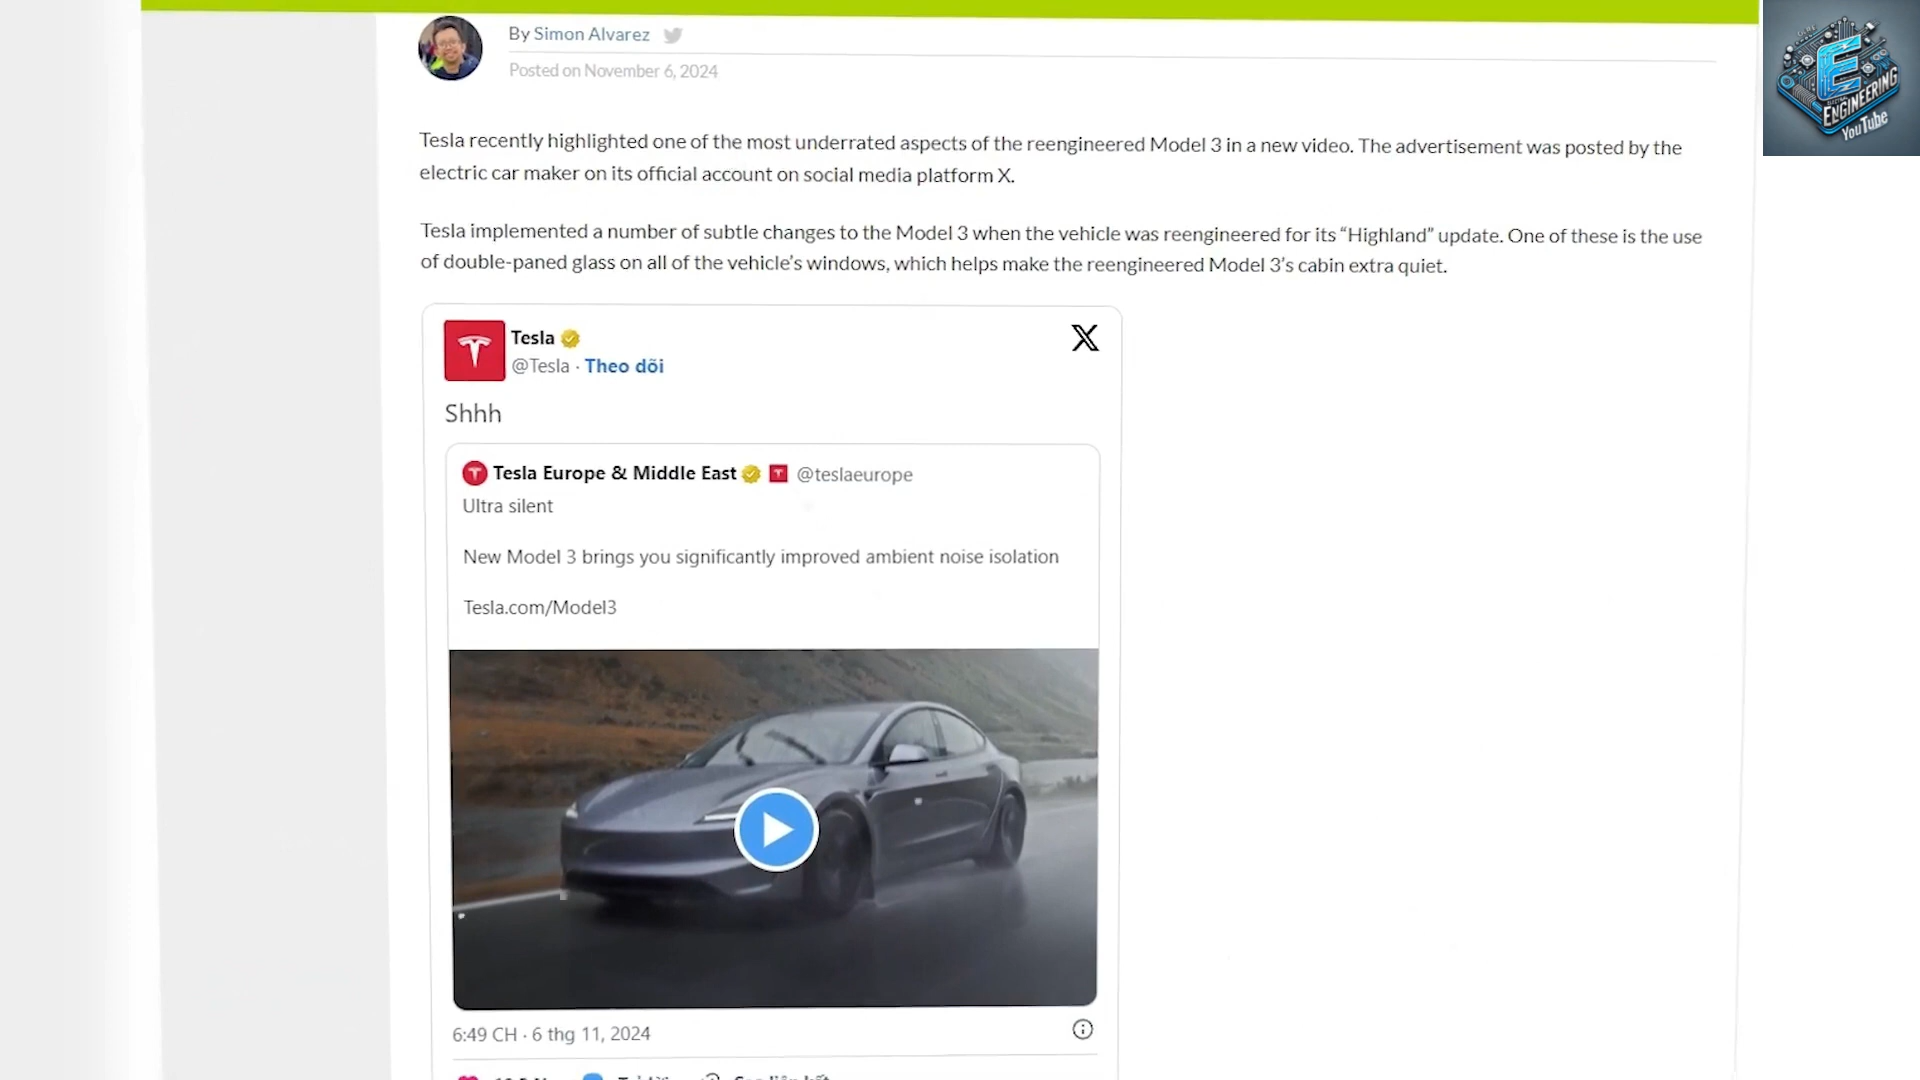 By Simon Alvarez
Posted on November 6, 2024
ENGINEERING
YouTube
Tesla recently highlighted one of the most underrated aspects of the reengineered Model 3 in a new video. The advertisement was posted by the
electric car maker on its official account on social media platform X.
Tesla implemented a number of subtle changes to the Model 3 when the vehicle was reengineered for its “Highland” update. One of these is the use
of double-paned glass on all of the vehicle’s windows, which helps make the reengineered Model 3’s cabin extra quiet.
Tesla
@Tesla · Theo dõi
Shhh
Tesla Europe & Middle East @teslaeurope
Ultra silent
New Model 3 brings you significantly improved ambient noise isolation
Tesla.com/Model3
6:49 CH · 6 thg 11, 2024